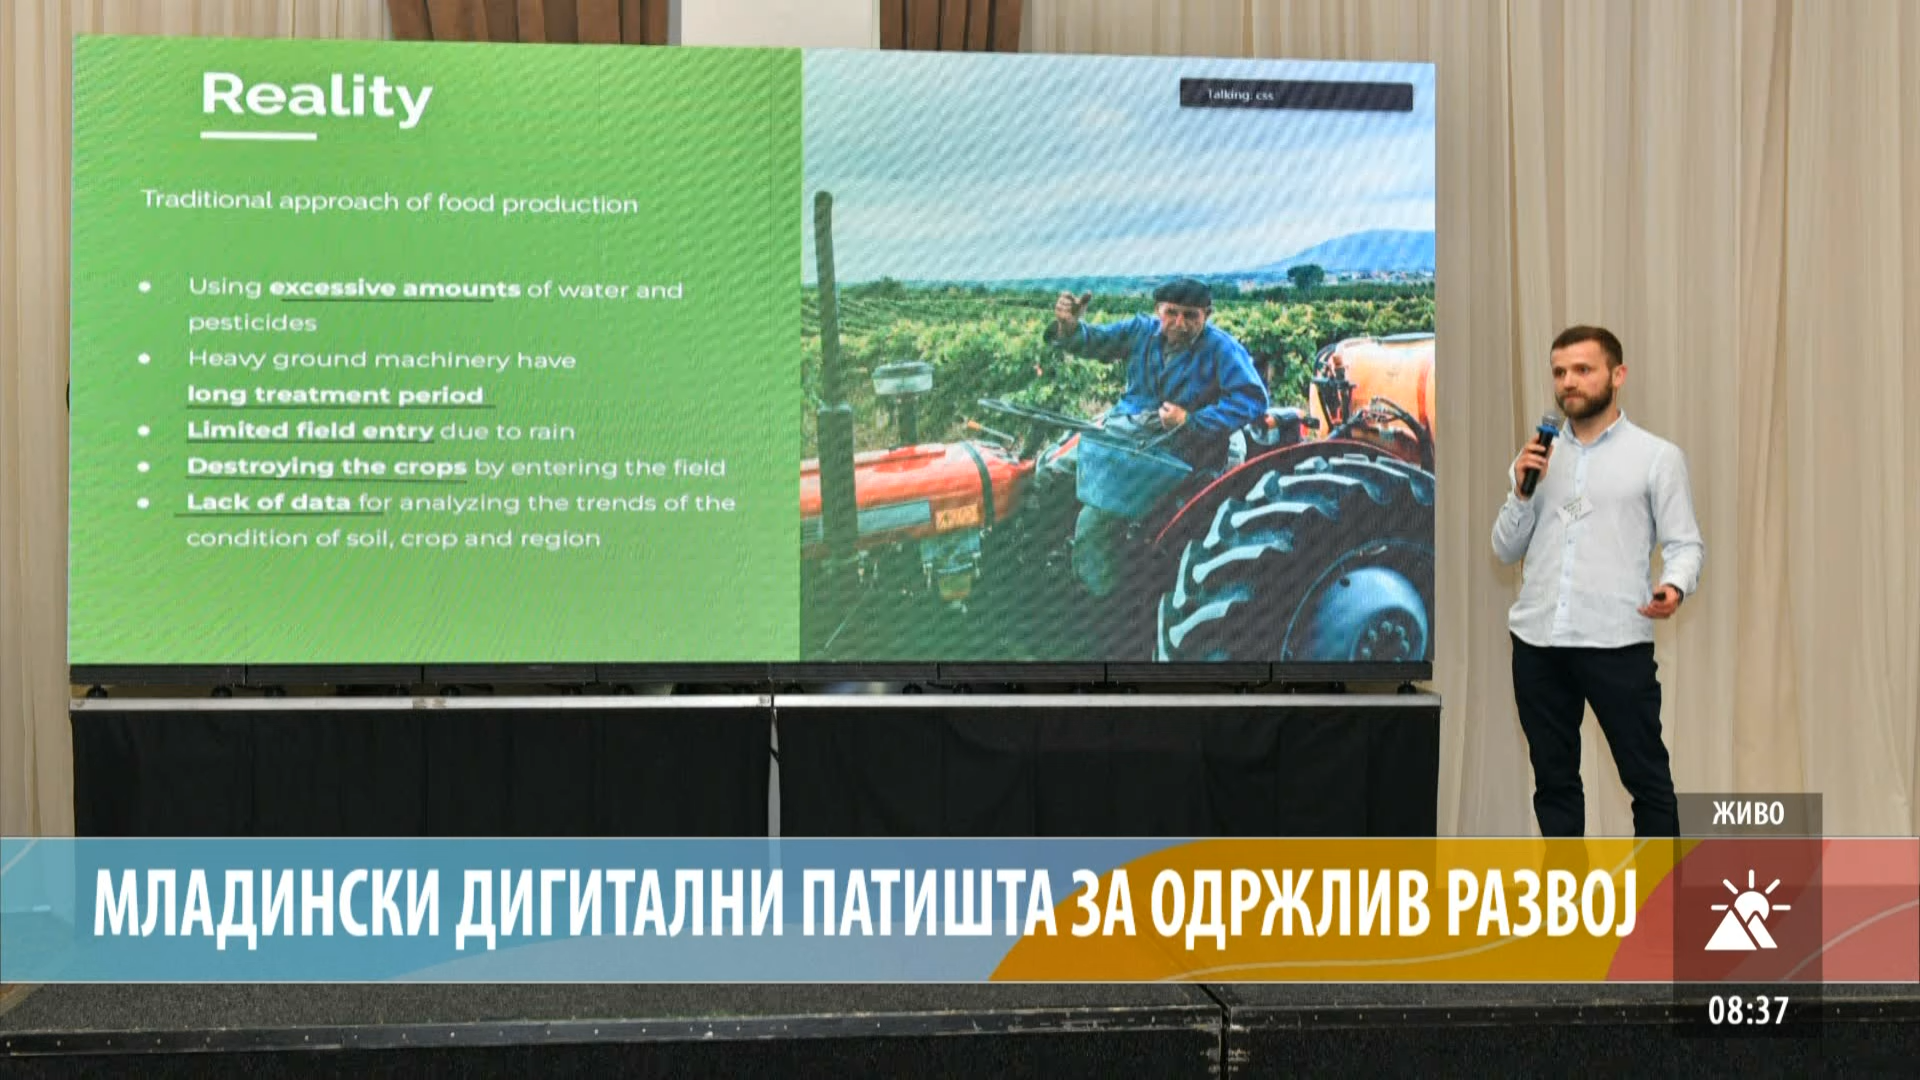 Reality
Talking: css
Traditional approach of food production
• Using excessive amounts of water and
pesticides
• Heavy ground machinery have
long treatment period
• Limited field entry due to rain
• Destroying the crops by entering the field
• Lack of data for analyzing the trends of the
condition of soil, crop and region
ЖИВО
МЛАДИНСКИ ДИГИТАЛНИ ПАТИШТА ЗА ОДРЖЛИВ РАЗВОЈ
08:37